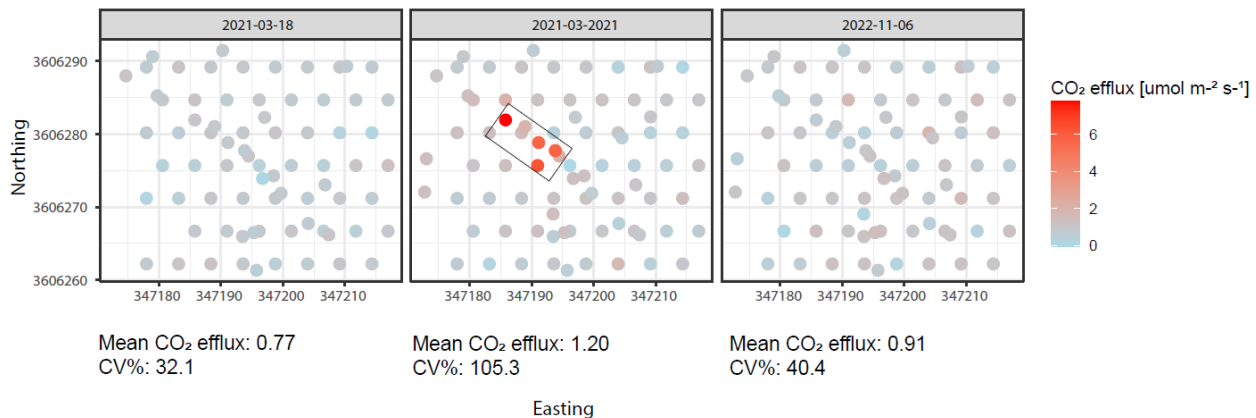 2021-03-18
2021-03-2021
2022-11-06
CO₂ efflux [umol m-² s-¹]
6
4
2
0
Northing
3606290
3606280
3606270
3606260
347180 347190 347200 347210
347180 347190 347200 347210
347180 347190 347200 347210
Mean CO₂ efflux: 0.77
CV%: 32.1
Mean CO₂ efflux: 1.20
CV%: 105.3
Mean CO₂ efflux: 0.91
CV%: 40.4
Easting